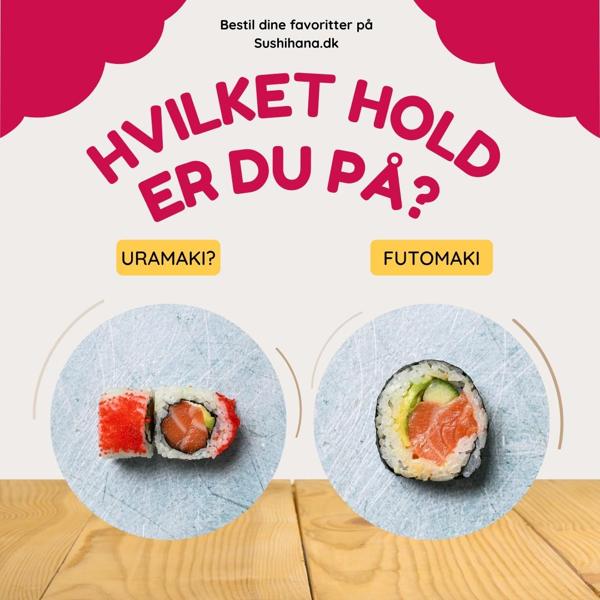 Bestil dine favoritter på
Sushihana.dk
HVILKET HOLD
ER DU PÅ?
URAMAKI?
FUTOMAKI